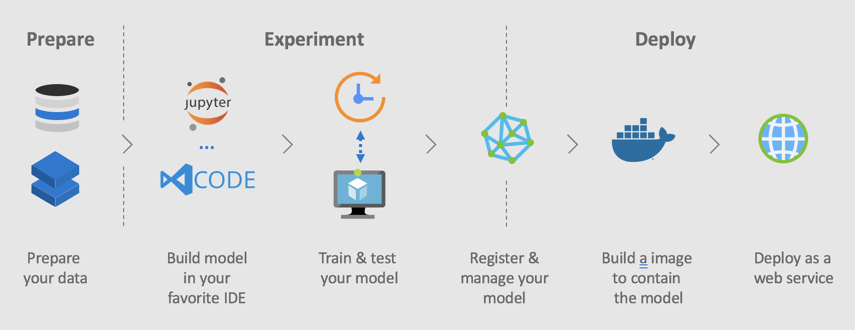 Prepare
Experiment
Deploy
jupyter
...
CODE
Prepare
your data
Build model
in your
favorite IDE
Train & test
your model
Register &
manage your
model
Build a image
to contain
the model
Deploy as a
web service